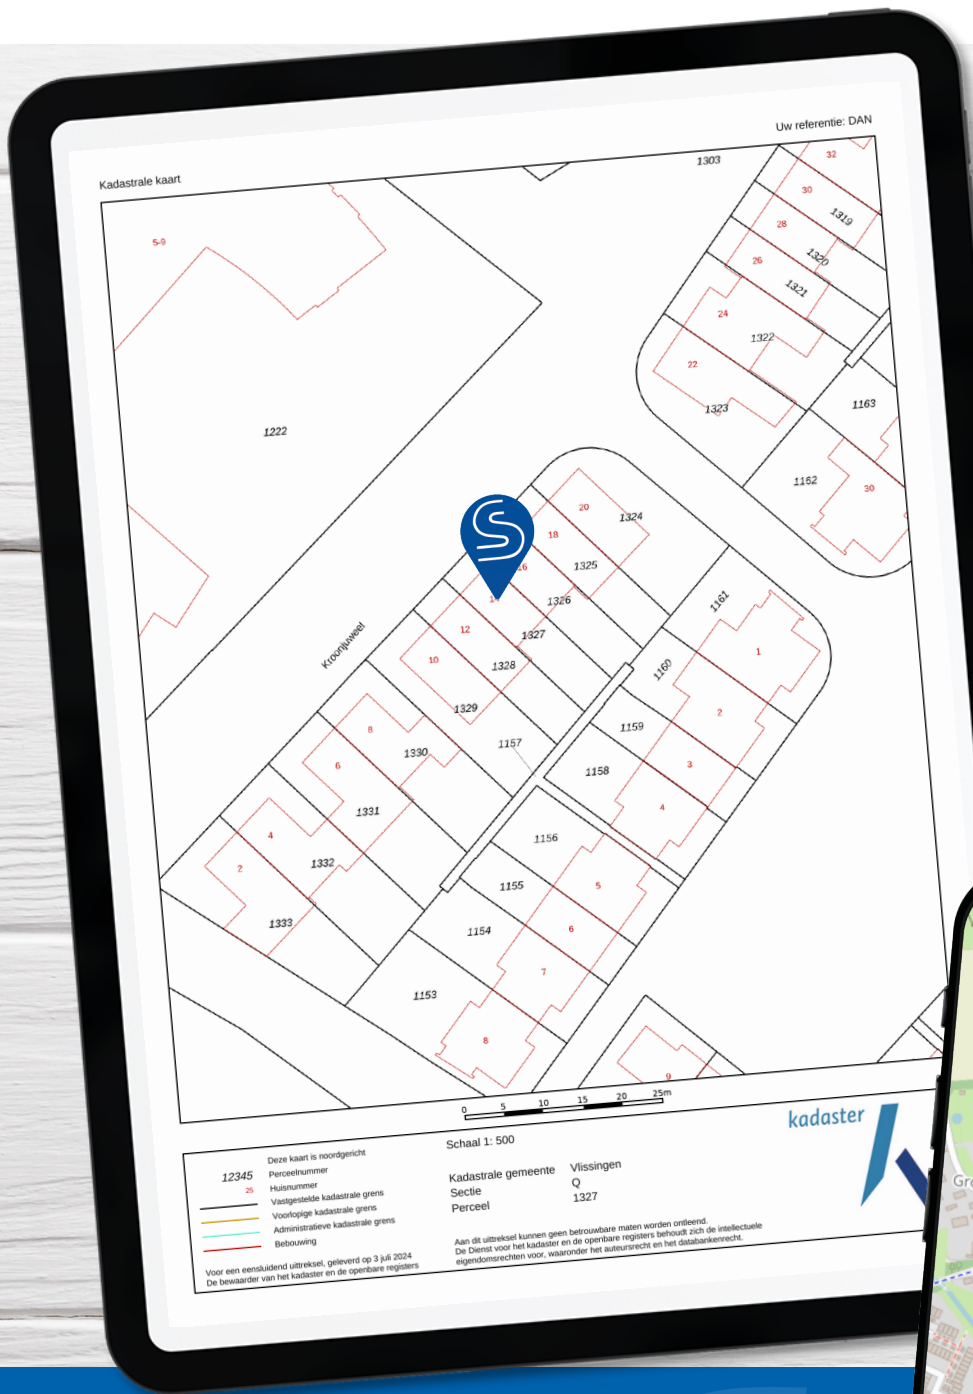 Kadastrale kaart
Uw referentie: DAN
1303
32
30
1319
28
1320
26
1321
5-9
24
1322
22
1323
1163
1222
1162
30
20
1324
18
1325
16
1326
1161
12
1327
Kroonjuweel
10
1328
1160
1
1329
2
1159
8
1330
1157
3
6
1158
4
1331
4
1156
2
1332
1155
5
1333
1154
6
7
1153
8
9
0 5 10 15 20 25m
Schaal 1: 500
kadaster
Deze kaart is noordgericht
12345 Perceelnummer
25 Huisnummer
Vastgestelde kadastrale grens
Voorlopige kadastrale grens
Administratieve kadastrale grens
Bebouwing
Kadastrale gemeente Vlissingen
Sectie Q
Perceel 1327
Voor een eensluidend uittreksel, geleverd op 3 juli 2024
De bewaarder van het kadaster en de openbare registers
Aan dit uittreksel kunnen geen betrouwbare maten worden ontleend.
De Dienst voor het kadaster en de openbare registers behoudt zich de intellectuele
eigendomsrechten voor, waaronder het auteursrecht en het databankenrecht.